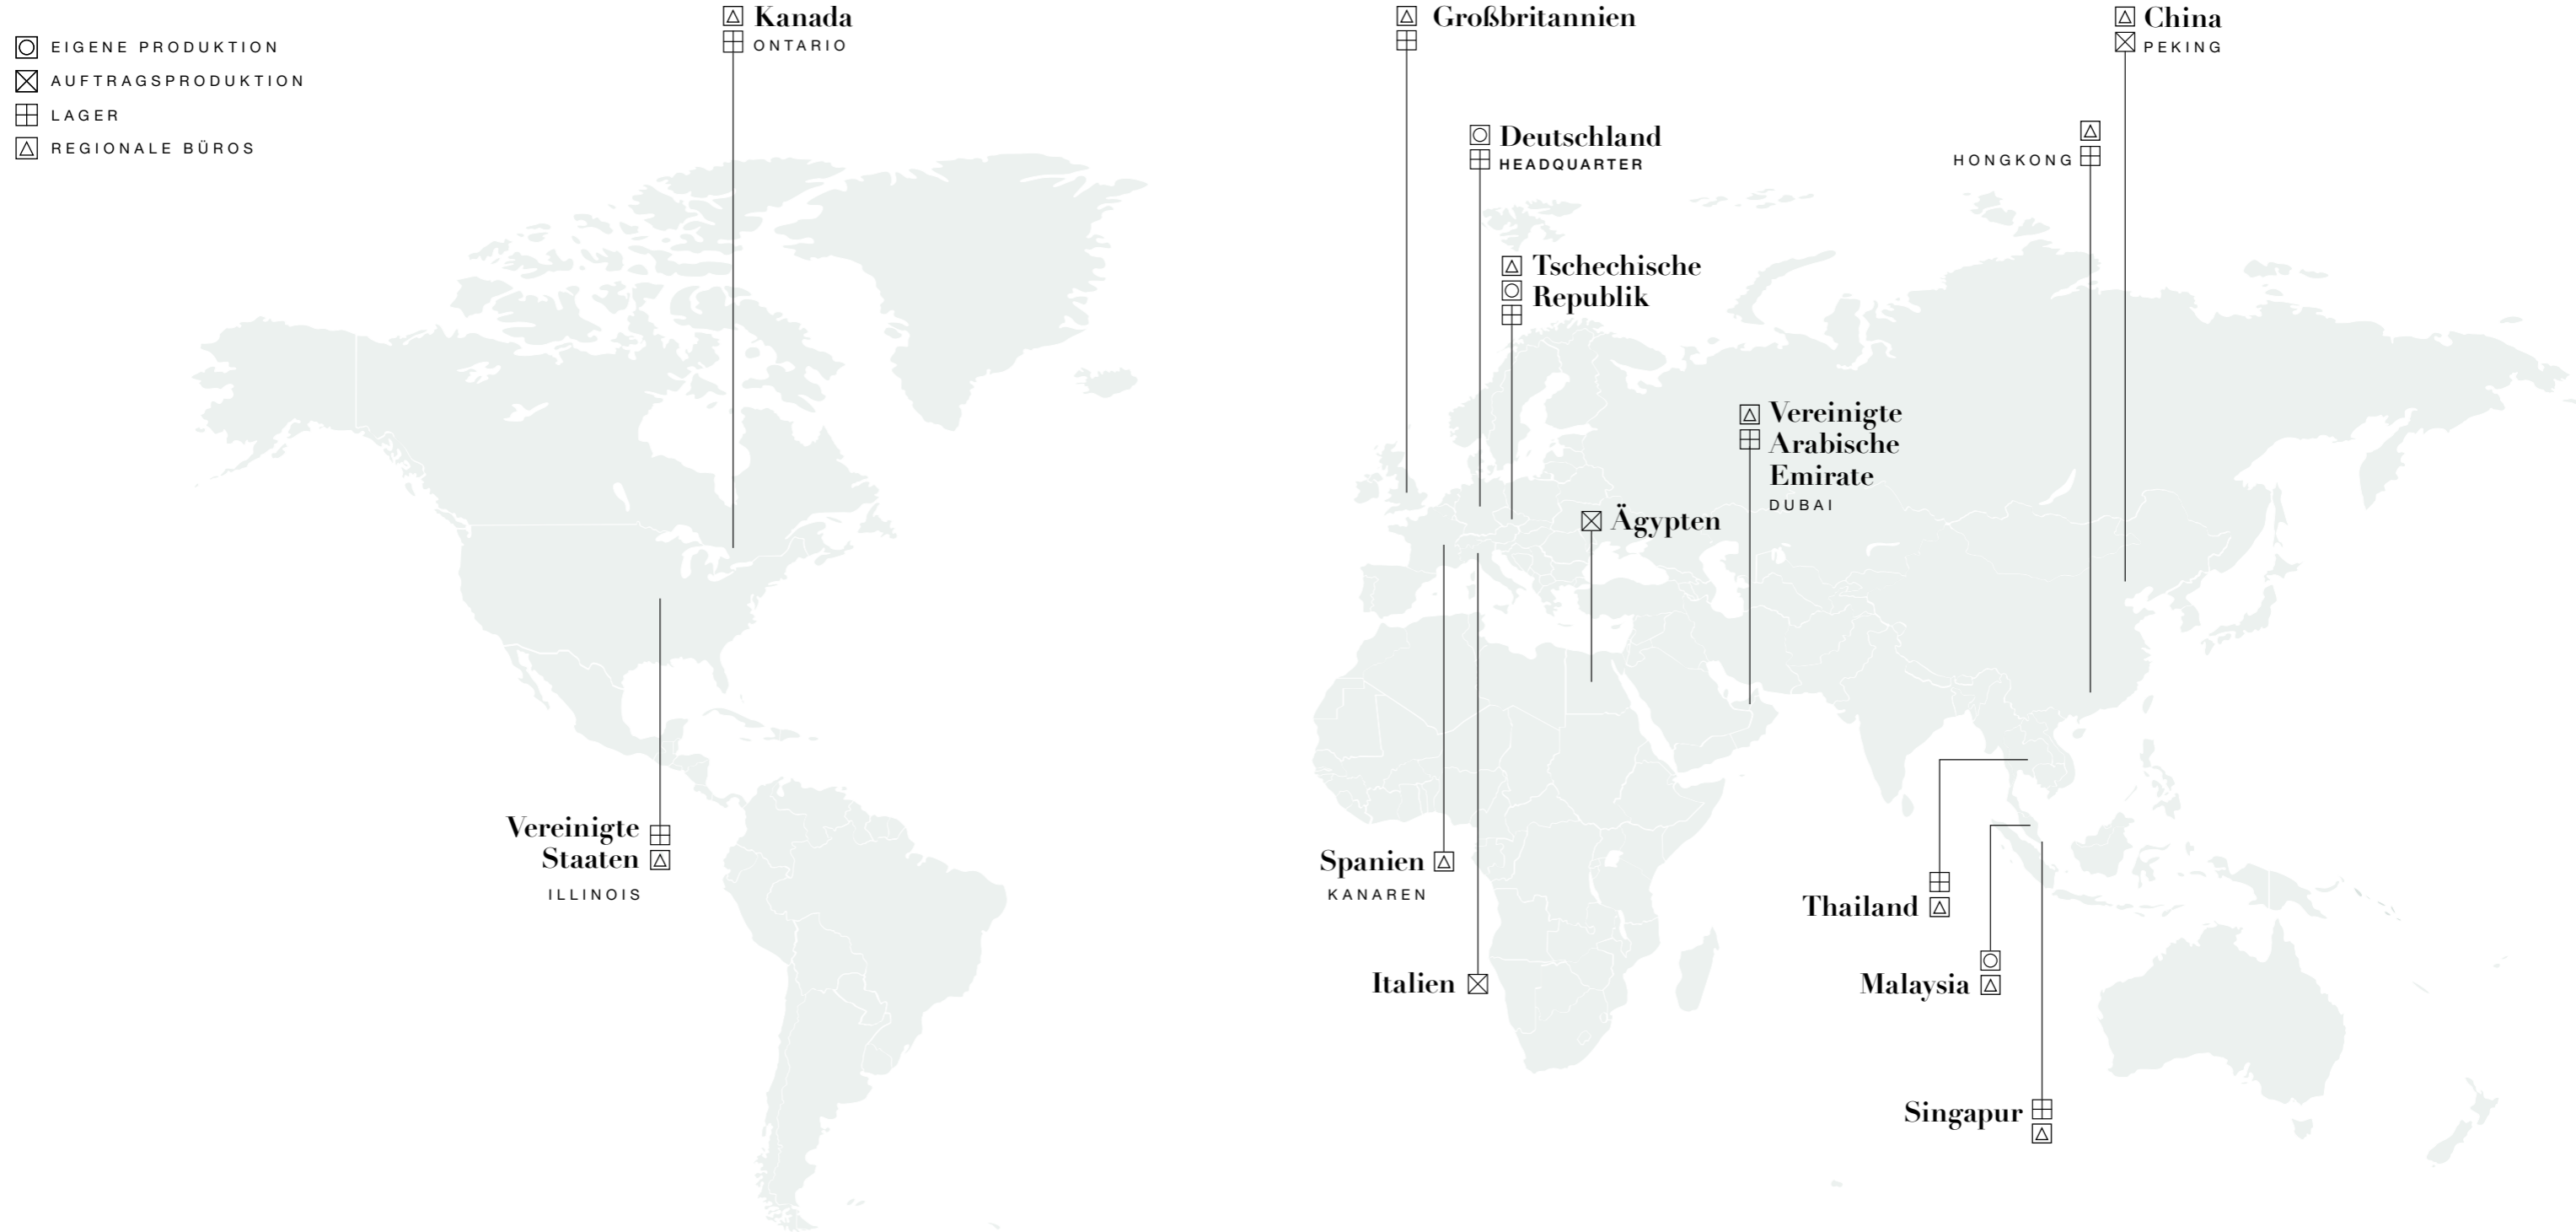 EIGENE PRODUKTION
AUFTRAGSPRODUKTION
LAGER
REGIONALE BÜROS
Kanada
ONTARIO
Großbritannien
China
PEKING
Deutschland
HEADQUARTER
HONGKONG
Tschechische
Republik
Vereinigte
Arabische
Emirate
DUBAI
Ägypten
Vereinigte
Staaten
ILLINOIS
Spanien
KANAREN
Italien
Thailand
Malaysia
Singapur